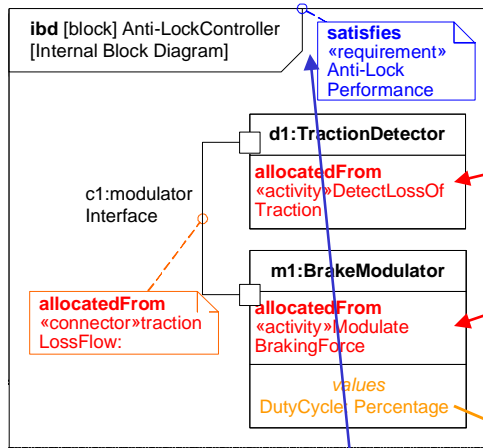 ibd [block] Anti-LockController
[Internal Block Diagram]
satisfies
«requirement»
Anti-Lock
Performance
d1:TractionDetector
allocatedFrom
«activity»DetectLossOf
Traction
c1:modulator
Interface
m1:BrakeModulator
allocatedFrom
«activity»Modulate
BrakingForce
allocatedFrom
«connector»traction
LossFlow:
values
DutyCycle: Percentage